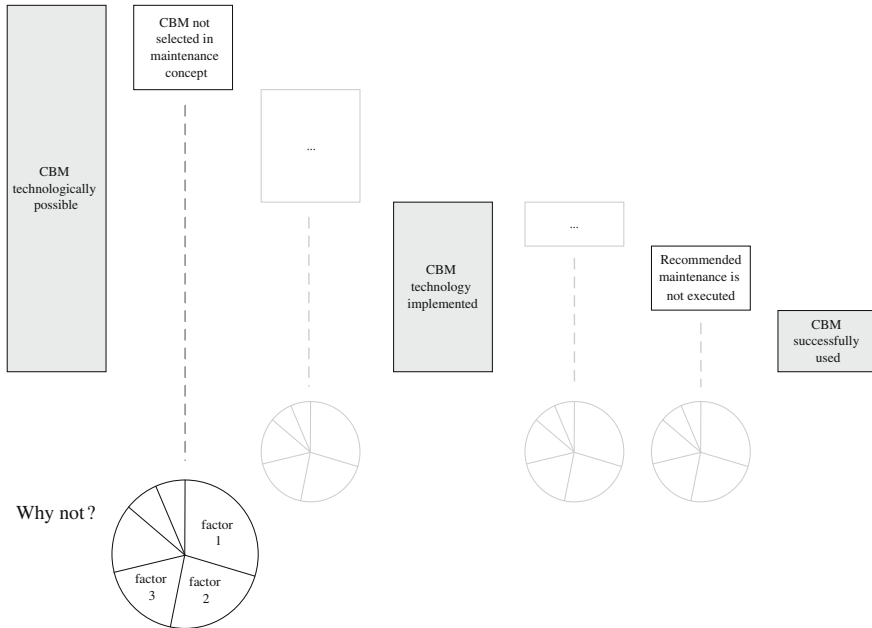 CBM
technologically
possible
CBM not
selected in
maintenance
concept
...
CBM
technology
implemented
...
Recommended
maintenance is
not executed
CBM
successfully
used
Why not?
factor
1
factor
2
factor
3